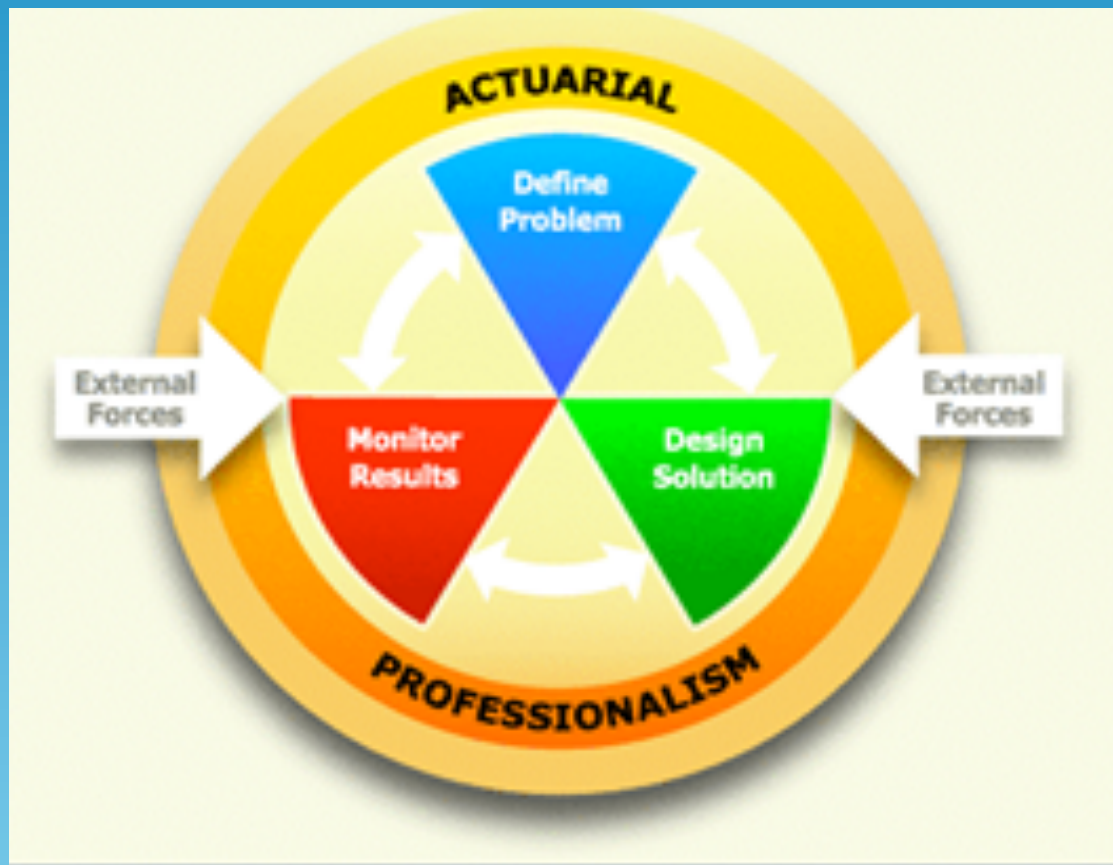 ACTUARIAL
Define
Problem
External
Forces
Monitor
Results
Design
Solution
External
Forces
PROFESSIONALISM